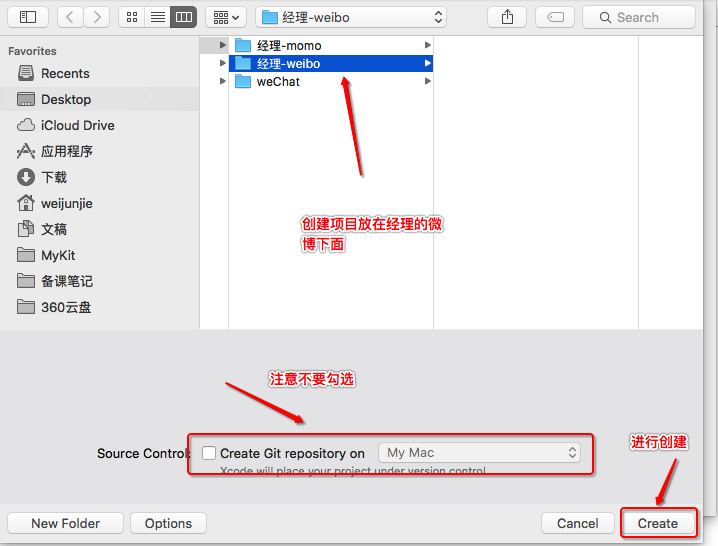 经理-weibo
Search
Favorites
Recents
Desktop
iCloud Drive
应用程序
下载
weijunjie
文稿
MyKit
备课笔记
360云盘
经理-momo
经理-weibo
weChat
创建项目放在经理的微
博下面
注意不要勾选
进行创建
Source Control:
Create Git repository on
My Mac
Xcode will place your project under version control
New Folder
Options
Cancel
Create